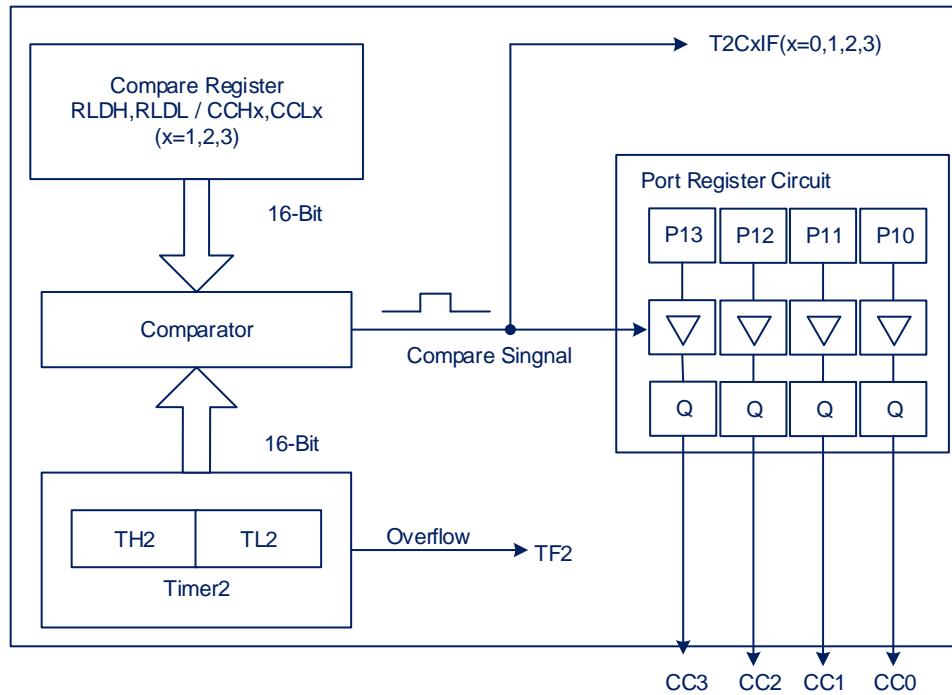 T2CxIF(x=0,1,2,3)
Compare Register
RLDH,RLDL / CCHx,CCLx
(x=1,2,3)
16-Bit
Port Register Circuit
P13 P12 P11 P10
Comparator
Compare Singnal
Q Q Q Q
16-Bit
TH2 TL2
Timer2
Overflow
TF2
CC3 CC2 CC1 CC0